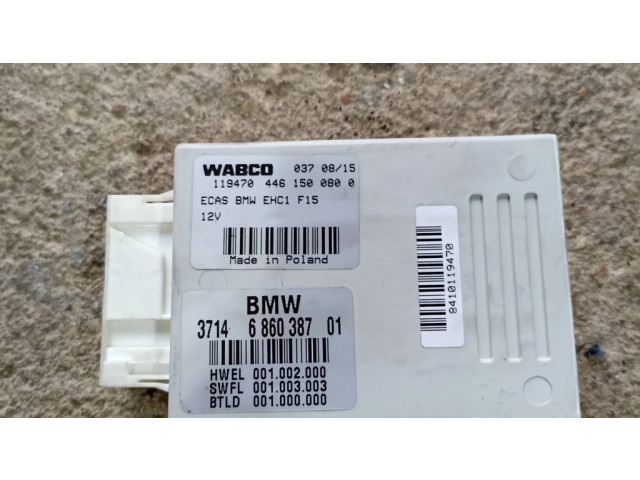 WABCO 037 08/15
119470 446 150 080 0
ECAS BMW EHC1 F15
12V
Made in Poland
BMW
3714 6 860 387 01
HWEL 001.002.000
SWFL 001.003.003
BTLD 001.000.000
8410119470